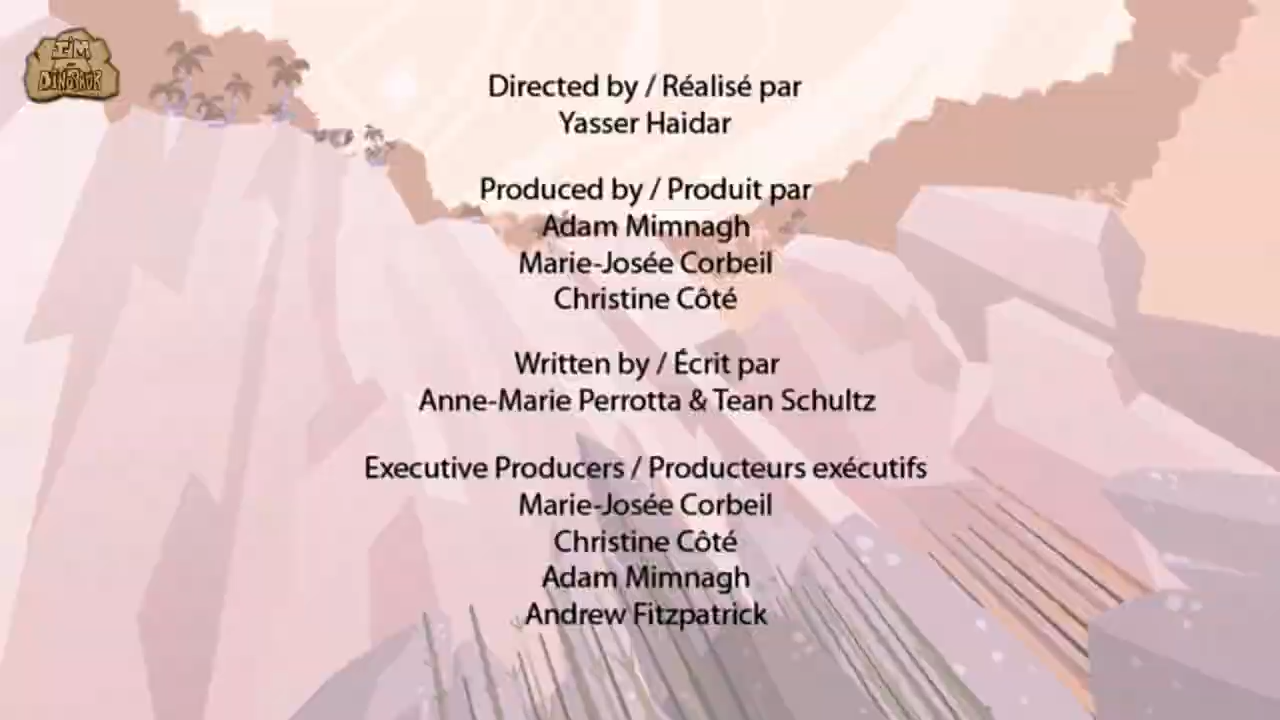 I'M
A
DINOSAUR
Directed by / Réalisé par
Yasser Haidar
Produced by / Produit par
Adam Mimnagh
Marie-Josée Corbeil
Christine Côté
Written by / Écrit par
Anne-Marie Perrotta & Tean Schultz
Executive Producers / Producteurs exécutifs
Marie-Josée Corbeil
Christine Côté
Adam Mimnagh
Andrew Fitzpatrick